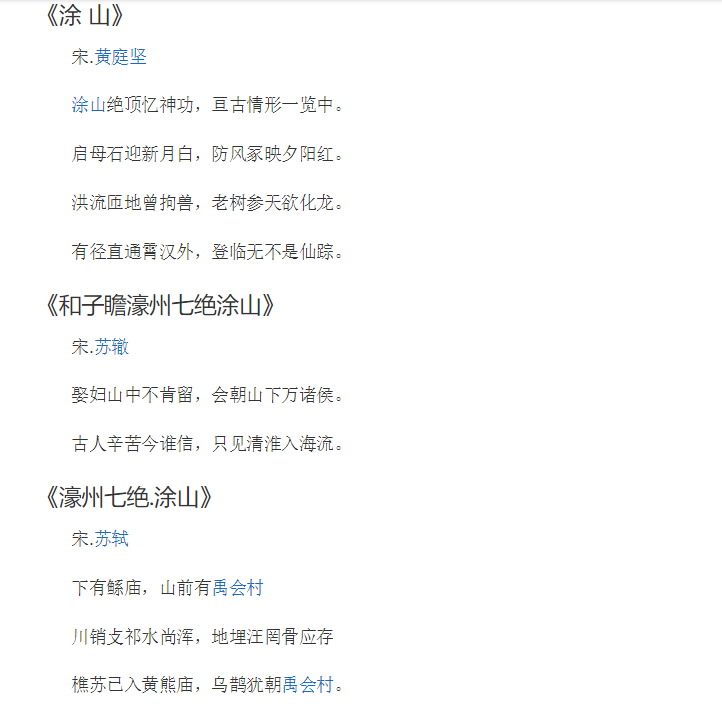 《涂 山》
宋.黄庭坚
涂山绝顶忆神功，亘古情形一览中。
启母石迎新月白，防风冢映夕阳红。
洪流匝地曾拘兽，老树参天欲化龙。
有径直通霄汉外，登临无不是仙踪。
《和子瞻濠州七绝涂山》
宋.苏辙
娶妇山中不肯留，会朝山下万诸侯。
古人辛苦今谁信，只见清淮入海流。
《濠州七绝.涂山》
宋.苏轼
下有鲧庙，山前有禹会村
川销支祁水尚浑，地埋汪罔骨应存
樵苏已入黄熊庙，乌鹊犹朝禹会村。